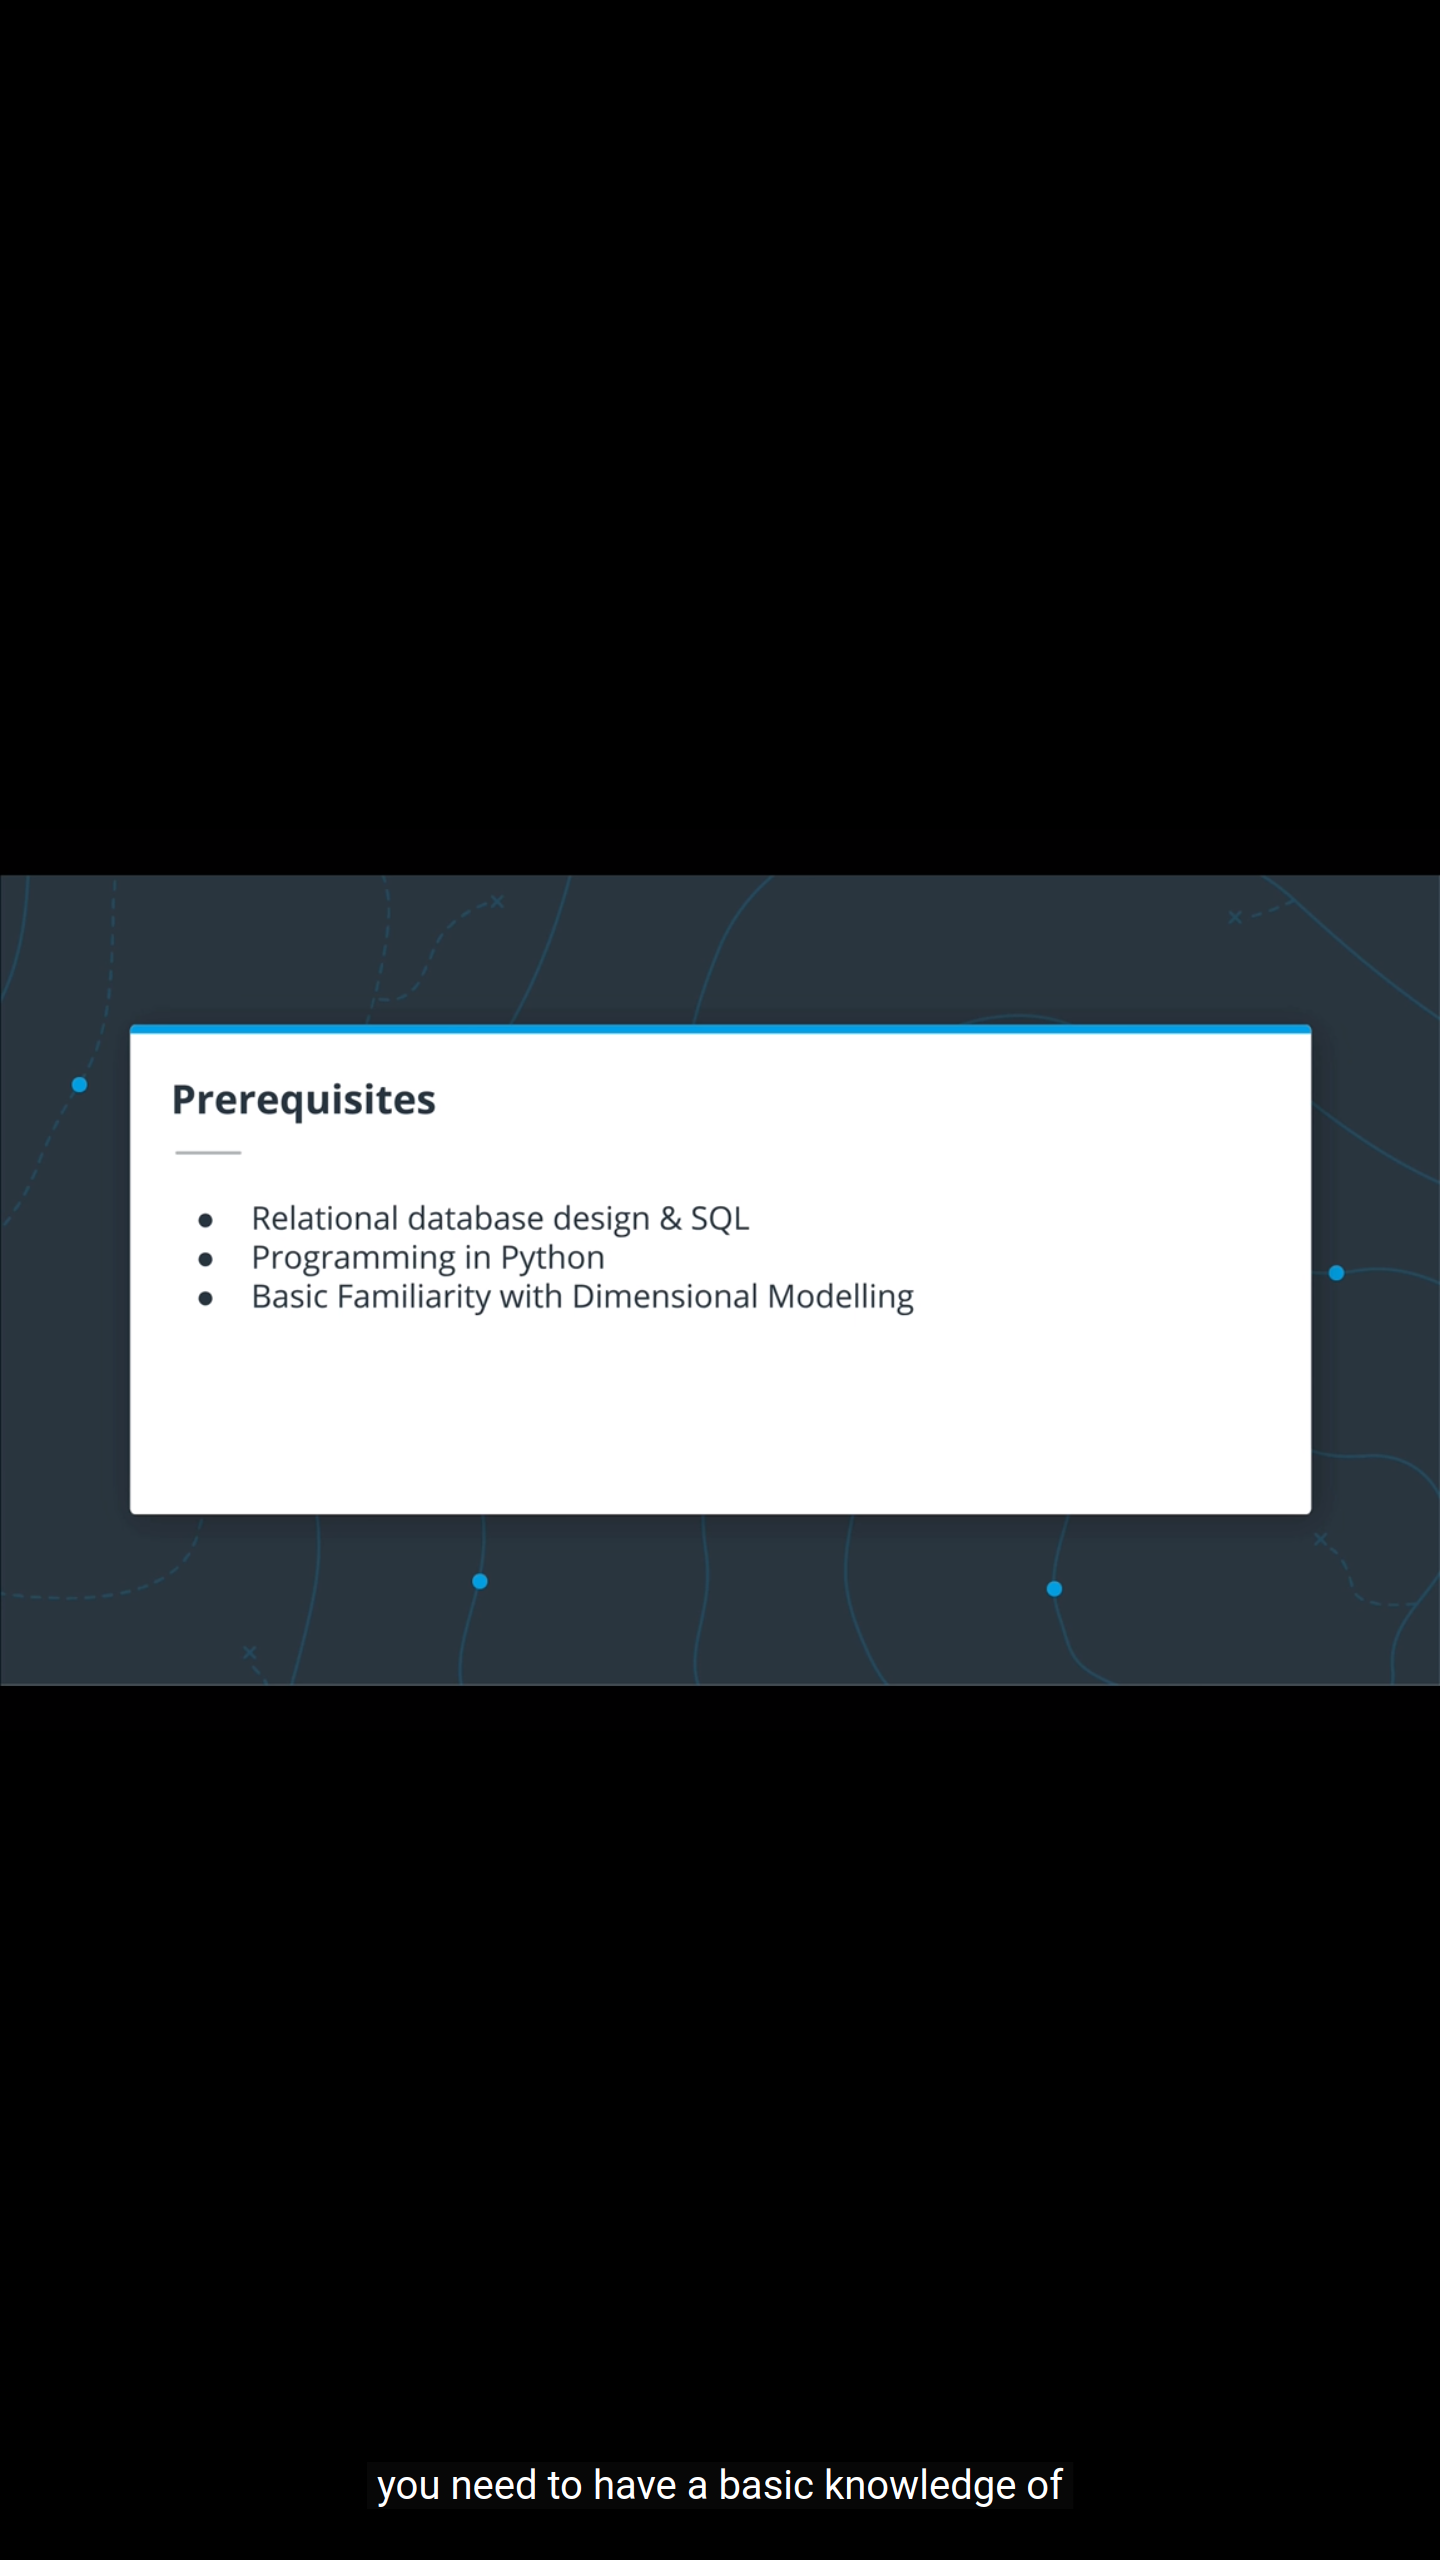 Prerequisites
● Relational database design & SQL
● Programming in Python
● Basic Familiarity with Dimensional Modelling
you need to have a basic knowledge of